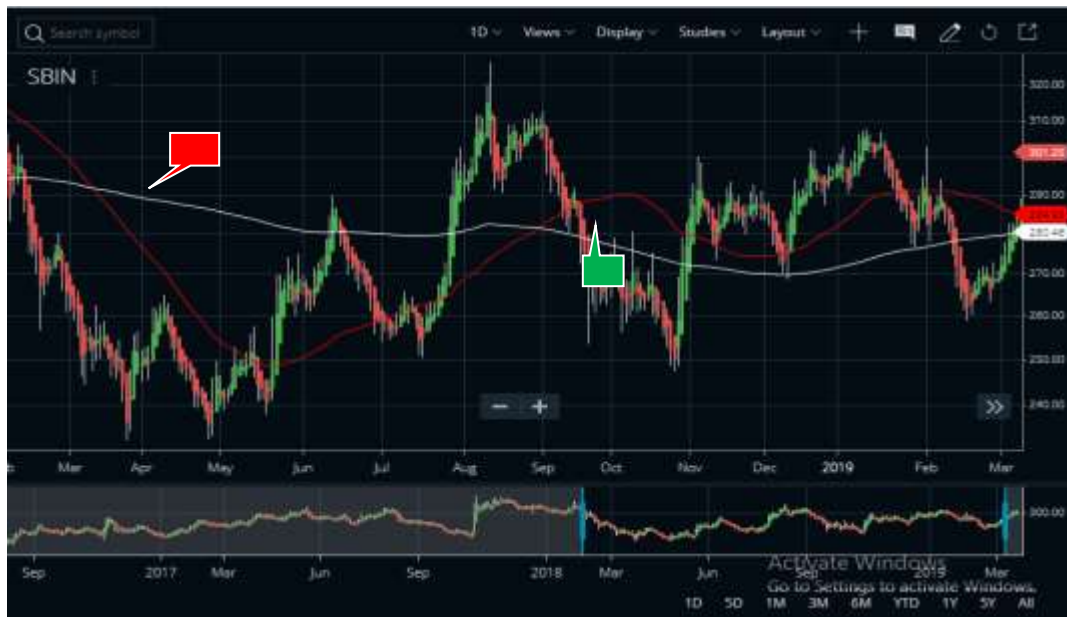 Search symbol 1D Views Display Studies Layout
SBIN
320.00
310.00
301.25
290.00
280.46
270.00
260.00
250.00
240.00
Mar Apr May Jun Jul Aug Sep Oct Nov Dec 2019 Feb Mar
300.00
Sep 2017 Mar Jun Sep 2018 Mar Jun Sep 2019 Mar
Activate Windows
Go to Settings to activate Windows.
1D 5D 1M 3M 6M YTD 1Y 5Y All